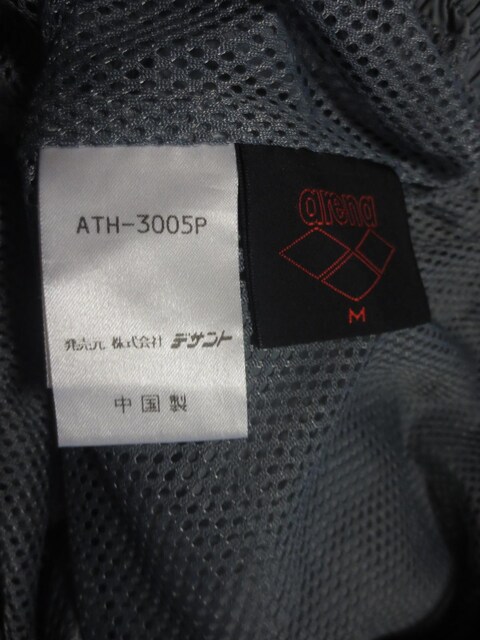 ATH-3005P
発売元 株式会社 デサント
中国製
arena
M